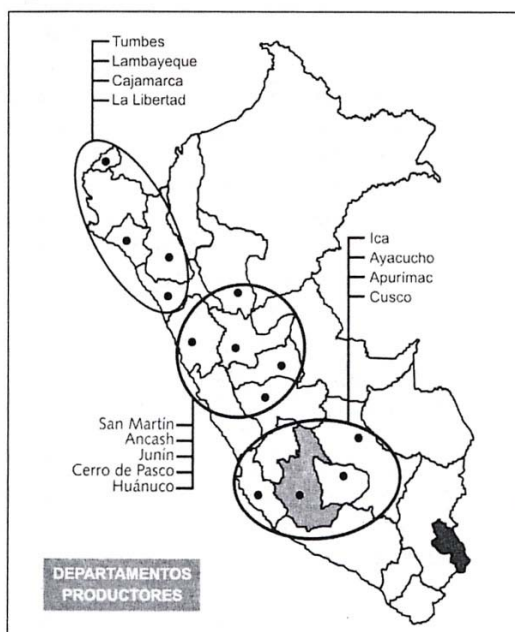 Tumbes
Lambayeque
Cajamarca
La Libertad
Ica
Ayacucho
Apurímac
Cusco
San Martín
Ancash
Junín
Cerro de Pasco
Huánuco
DEPARTAMENTOS
PRODUCTORES